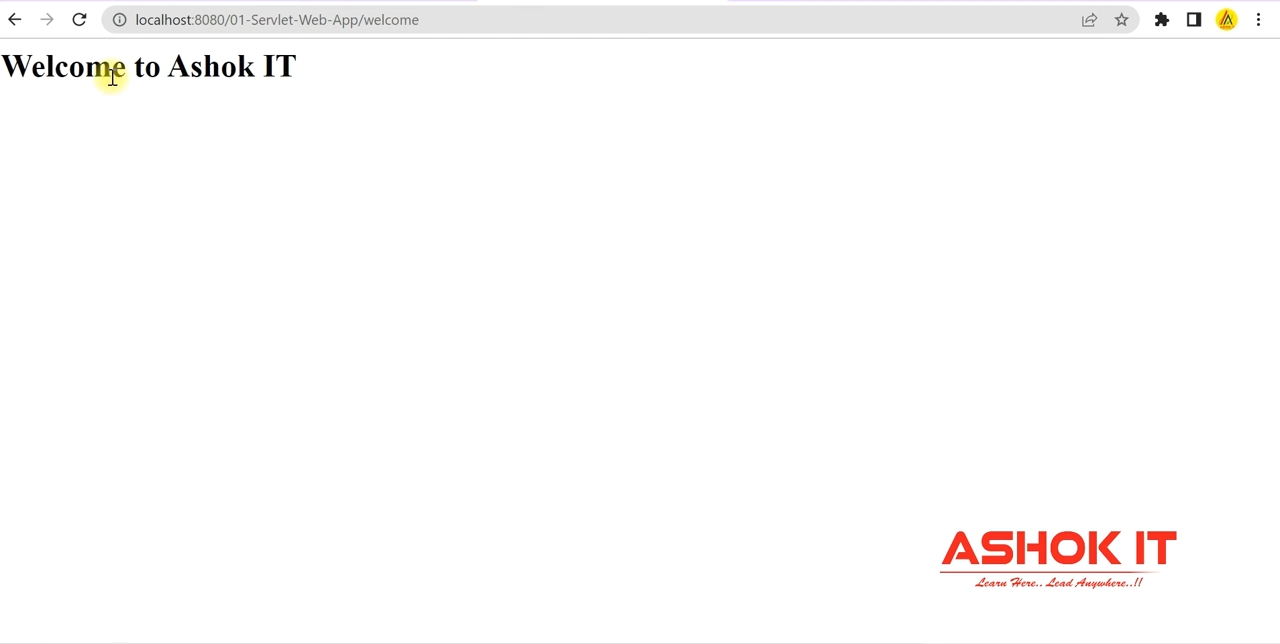 localhost:8080/01-Servlet-Web-App/welcome
Welcome to Ashok IT
ASHOK IT
Learn Here.. Lead Anywhere..!!